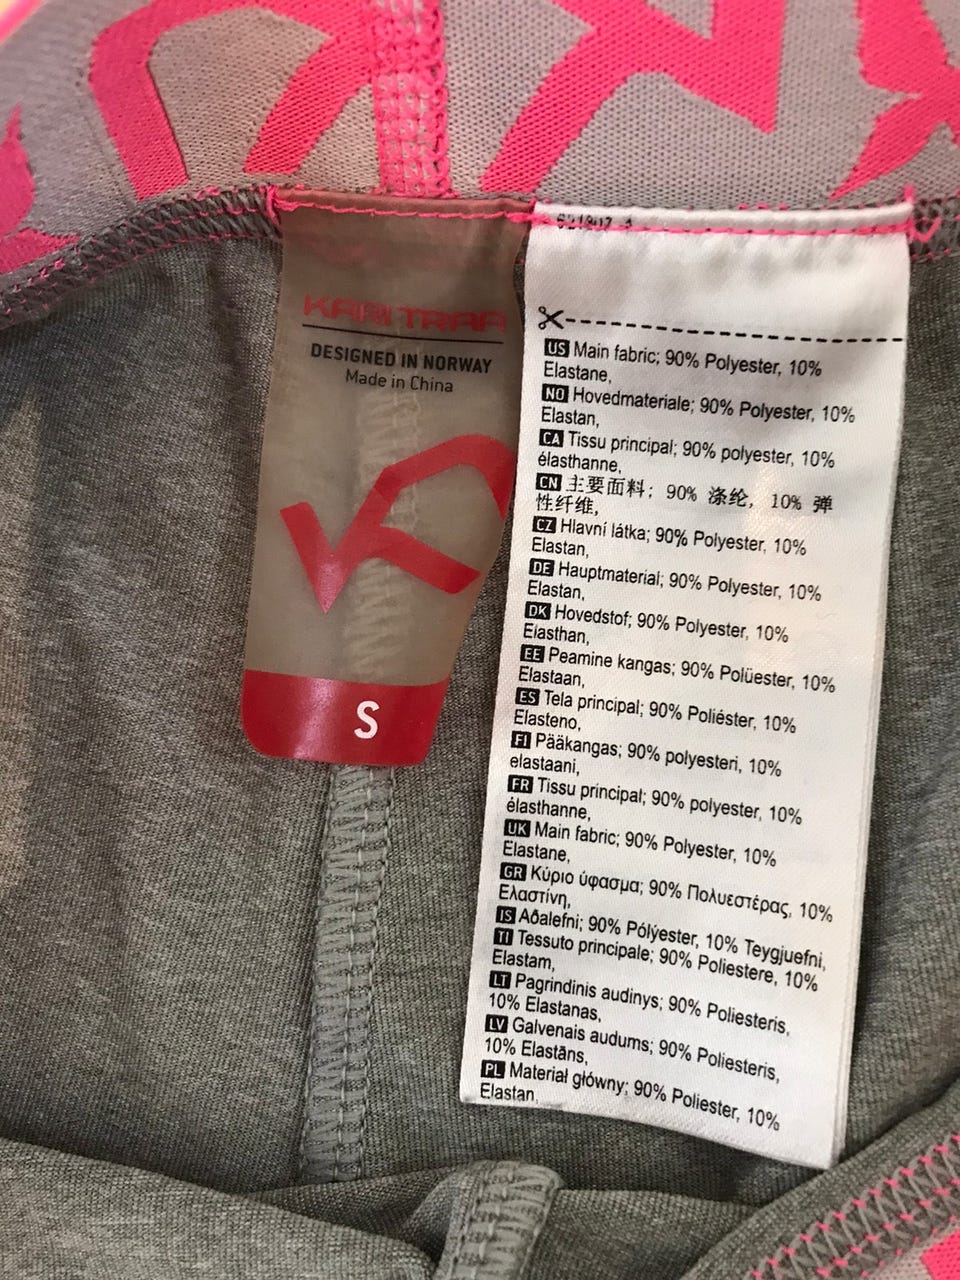 KARI TRAA
DESIGNED IN NORWAY
Made in China
S
621907
US Main fabric; 90% Polyester, 10%
Elastane,
NO Hovedmateriale; 90% Polyester, 10%
Elastan,
CA Tissu principal; 90% polyester, 10%
élasthanne,
CN 主要面料; 90% 涤纶, 10% 弹
性纤维,
CZ Hlavní látka; 90% Polyester, 10%
Elastan,
DE Hauptmaterial; 90% Polyester, 10%
Elastan,
DK Hovedstof; 90% Polyester, 10%
Elasthan,
EE Peamine kangas; 90% Polüester, 10%
Elastaan,
ES Tela principal; 90% Poliéster, 10%
Elasteno,
FI Pääkangas; 90% polyesteri, 10%
elastaani,
FR Tissu principal; 90% polyester, 10%
élasthanne,
UK Main fabric; 90% Polyester, 10%
Elastane,
GR Κύριο ύφασμα; 90% Πολυεστέρας, 10%
Ελαστίνη,
IS Aðalefni; 90% Pólýester, 10% Teygjuefni,
TI Tessuto principale; 90% Poliestere, 10%
Elastam,
LT Pagrindinis audinys; 90% Poliesteris,
10% Elastanas,
LV Galvenais audums; 90% Poliesteris,
10% Elastāns,
PL Materiał główny; 90% Poliester, 10%
Elastan,